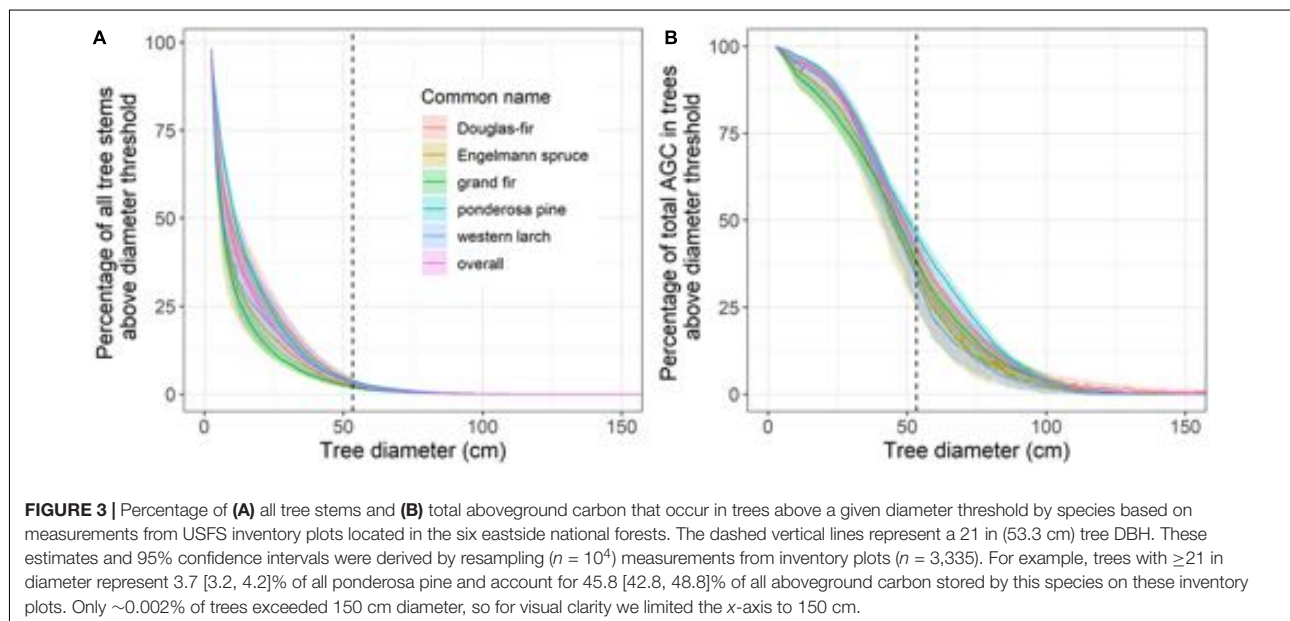 A
100
75
50
25
0
Percentage of all tree stems
above diameter threshold
Common name
Douglas-fir
Engelmann spruce
grand fir
ponderosa pine
western larch
overall
0 50 100 150
Tree diameter (cm)
B
100
75
50
25
0
Percentage of total AGC in trees
above diameter threshold
0 50 100 150
Tree diameter (cm)
FIGURE 3 | Percentage of (A) all tree stems and (B) total aboveground carbon that occur in trees above a given diameter threshold by species based on
measurements from USFS inventory plots located in the six eastside national forests. The dashed vertical lines represent a 21 in (53.3 cm) tree DBH. These
estimates and 95% confidence intervals were derived by resampling (n = 10⁴) measurements from inventory plots (n = 3,335). For example, trees with ≥21 in
diameter represent 3.7 [3.2, 4.2]% of all ponderosa pine and account for 45.8 [42.8, 48.8]% of all aboveground carbon stored by this species on these inventory
plots. Only ∼0.002% of trees exceeded 150 cm diameter, so for visual clarity we limited the x-axis to 150 cm.